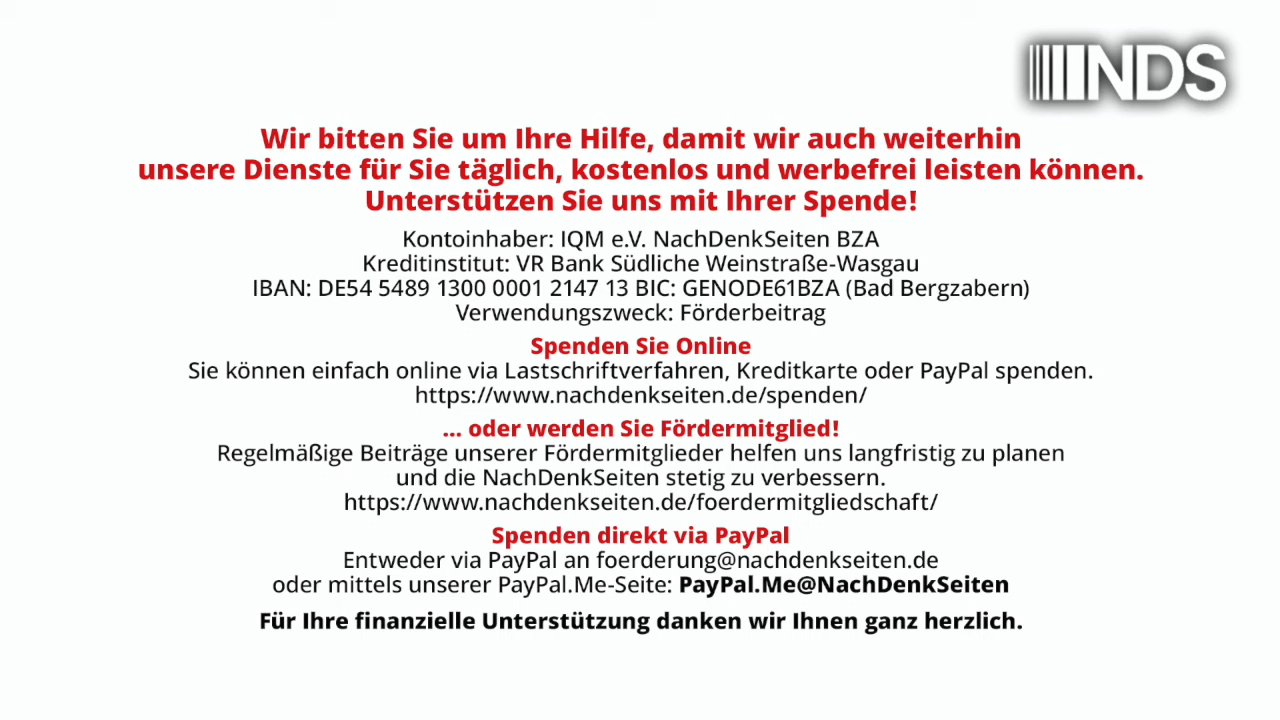 NDS
Wir bitten Sie um Ihre Hilfe, damit wir auch weiterhin
unsere Dienste für Sie täglich, kostenlos und werbefrei leisten können.
Unterstützen Sie uns mit Ihrer Spende!
Kontoinhaber: IQM e.V. NachDenkSeiten BZA
Kreditinstitut: VR Bank Südliche Weinstraße-Wasgau
IBAN: DE54 5489 1300 0001 2147 13 BIC: GENODE61BZA (Bad Bergzabern)
Verwendungszweck: Förderbeitrag
Spenden Sie Online
Sie können einfach online via Lastschriftverfahren, Kreditkarte oder PayPal spenden.
https://www.nachdenkseiten.de/spenden/
... oder werden Sie Fördermitglied!
Regelmäßige Beiträge unserer Fördermitglieder helfen uns langfristig zu planen
und die NachDenkSeiten stetig zu verbessern.
https://www.nachdenkseiten.de/foerdermitgliedschaft/
Spenden direkt via PayPal
Entweder via PayPal an foerderung@nachdenkseiten.de
oder mittels unserer PayPal.Me-Seite: PayPal.Me@NachDenkSeiten
Für Ihre finanzielle Unterstützung danken wir Ihnen ganz herzlich.